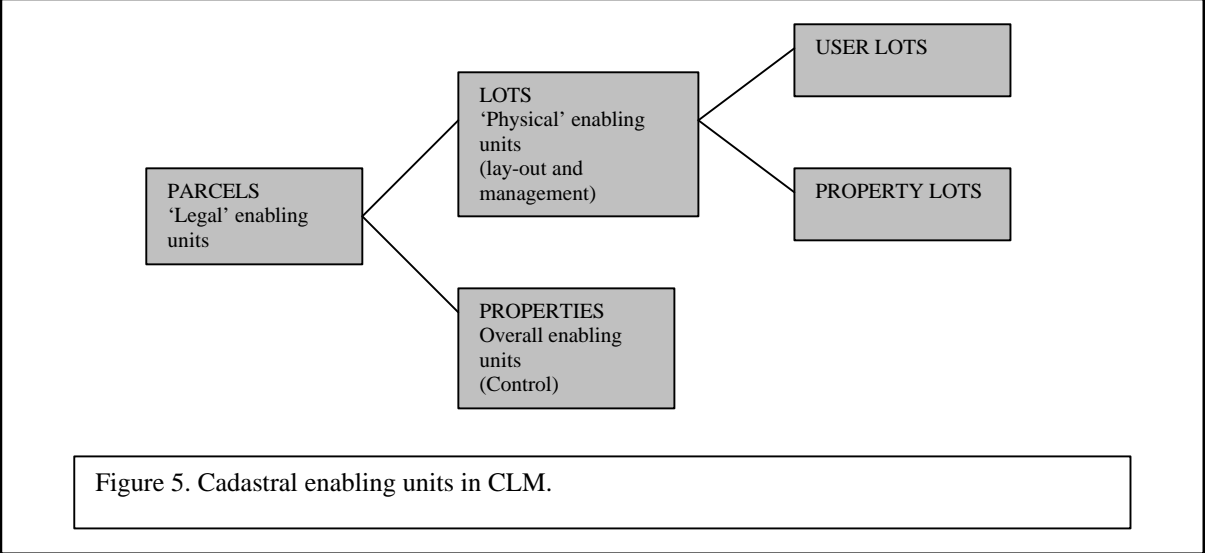 PARCELS
‘Legal’ enabling
units
LOTS
‘Physical’ enabling
units
(lay-out and
management)
PROPERTIES
Overall enabling
units
(Control)
USER LOTS
PROPERTY LOTS
Figure 5. Cadastral enabling units in CLM.